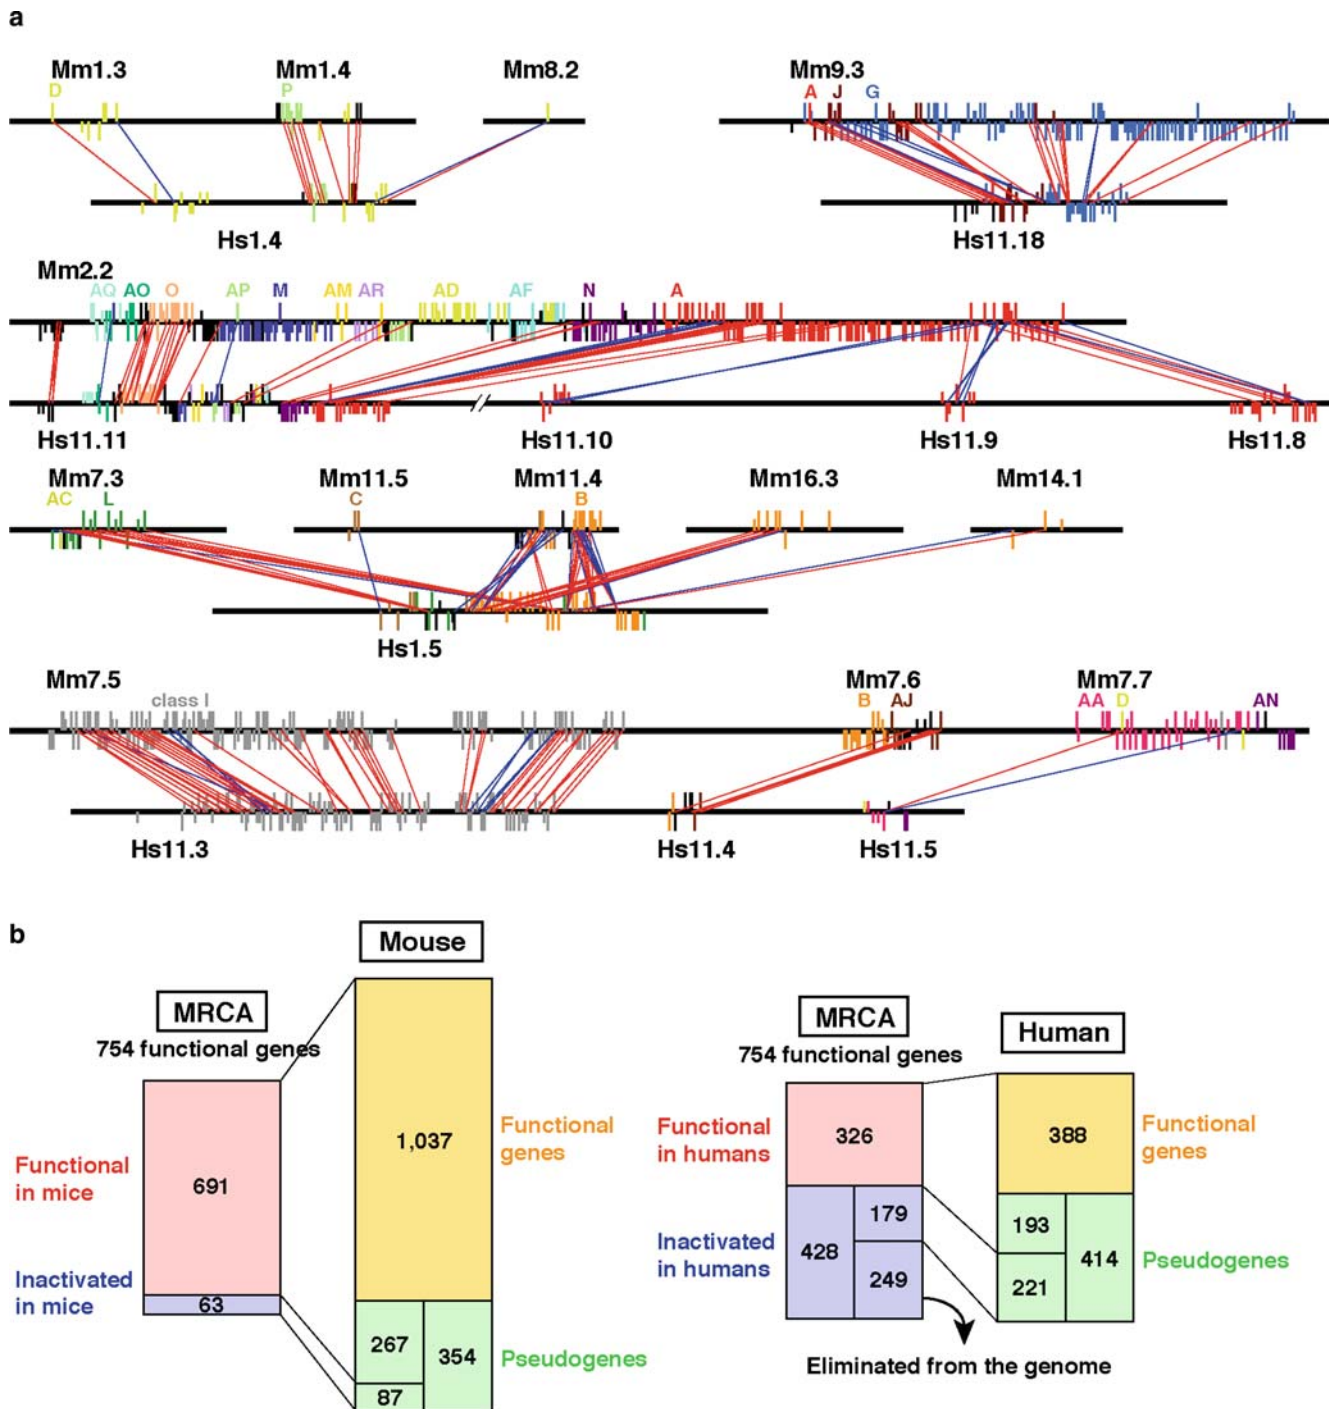 a
Mm1.3
Mm1.4
Mm8.2
Mm9.3
D
P
A J G
Hs1.4
Hs11.18
Mm2.2
AQ AO O AP M AM AR AD AF N A
Hs11.11
Hs11.10
Hs11.9
Hs11.8
Mm7.3
Mm11.5
Mm11.4
Mm16.3
Mm14.1
AC L
C
B
Hs1.5
Mm7.5
class I
Mm7.6
Mm7.7
B AJ
AA D AN
Hs11.3
Hs11.4
Hs11.5
b
Mouse
MRCA
754 functional genes
Functional
in mice
691
Inactivated
in mice
63
1,037
Functional
genes
267
354
87
Pseudogenes
MRCA
754 functional genes
Human
Functional
in humans
326
388
Functional
genes
Inactivated
in humans
428
179
249
193
221
414
Pseudogenes
Eliminated from the genome